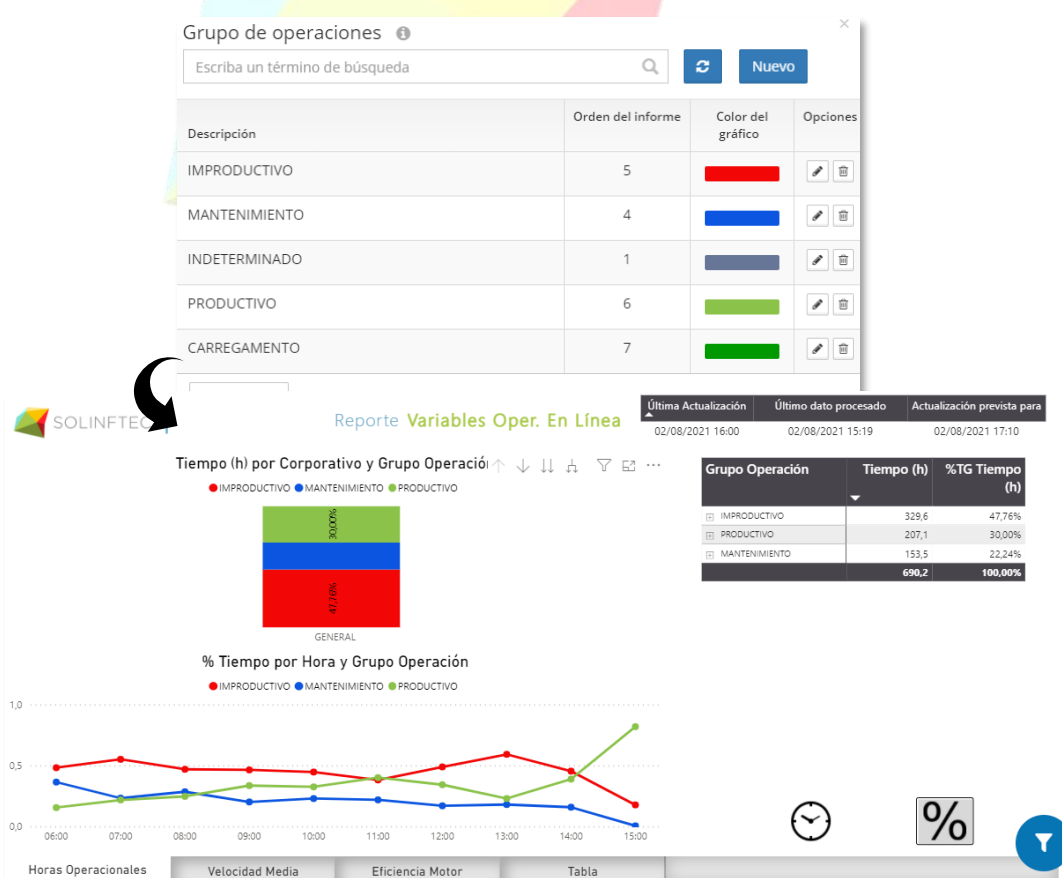 Grupo de operaciones
Escriba un término de búsqueda
Nuevo
Descripción
Orden del informe
Color del
gráfico
Opciones
IMPRODUCTIVO
5
MANTENIMIENTO
4
INDETERMINADO
1
PRODUCTIVO
6
CARREGAMENTO
7
SOLINFTEC
Reporte Variables Oper. En Línea
Última Actualización
Último dato procesado
Actualización prevista para
02/08/2021 16:00
02/08/2021 15:19
02/08/2021 17:10
Tiempo (h) por Corporativo y Grupo Operació
IMPRODUCTIVO MANTENIMIENTO PRODUCTIVO
30,00%
47,76%
GENERAL
Grupo Operación
Tiempo (h)
%TG Tiempo
(h)
IMPRODUCTIVO 329,6 47,76%
PRODUCTIVO 207,1 30,00%
MANTENIMIENTO 153,5 22,24%
690,2 100,00%
% Tiempo por Hora y Grupo Operación
IMPRODUCTIVO MANTENIMIENTO PRODUCTIVO
1,0
0,5
0,0
06:00 07:00 08:00 09:00 10:00 11:00 12:00 13:00 14:00 15:00
%
Horas Operacionales
Velocidad Media
Eficiencia Motor
Tabla